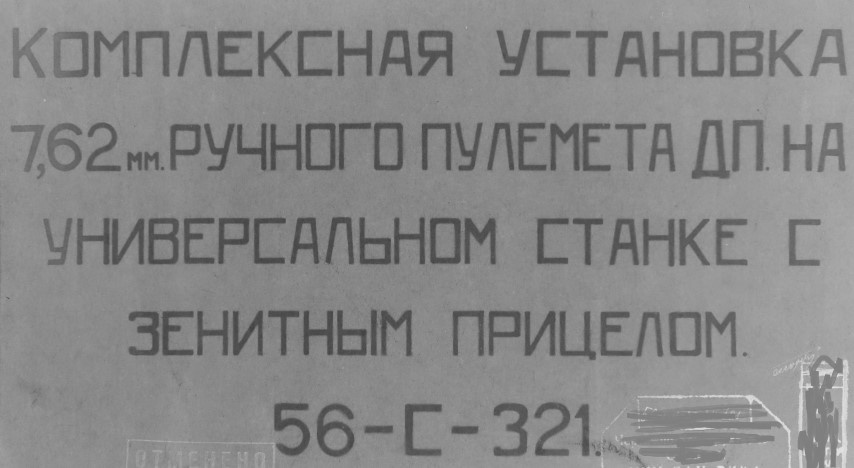 КОМПЛЕКСНАЯ УСТАНОВКА
7,62 мм. РУЧНОГО ПУЛЕМЕТА ДП. НА
УНИВЕРСАЛЬНОМ СТАНКЕ С
ЗЕНИТНЫМ ПРИЦЕЛОМ.
56-С-321.
ОТМЕНЕНО